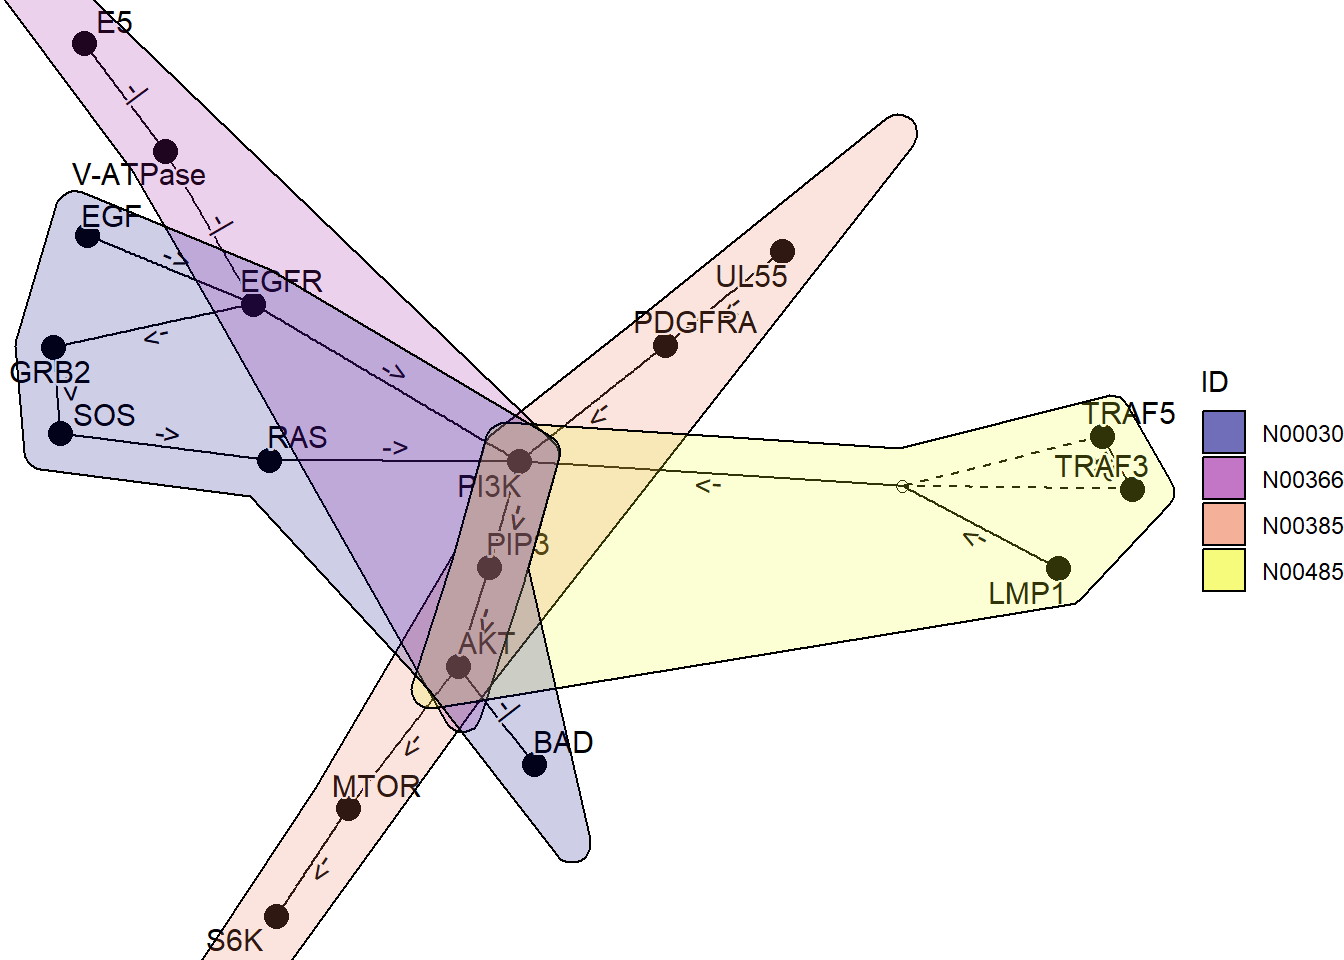 E5
-|
V-ATPase
-|
EGF
->
EGFR
<-
GRB2
->
SOS
->
RAS
->
->
UL55
->
PDGFRA
<-
PI3K
<-
->
PIP3
->
AKT
-|
BAD
<-
MTOR
<-
S6K
TRAF5
TRAF3
<-
LMP1
ID
N00030
N00366
N00385
N00485